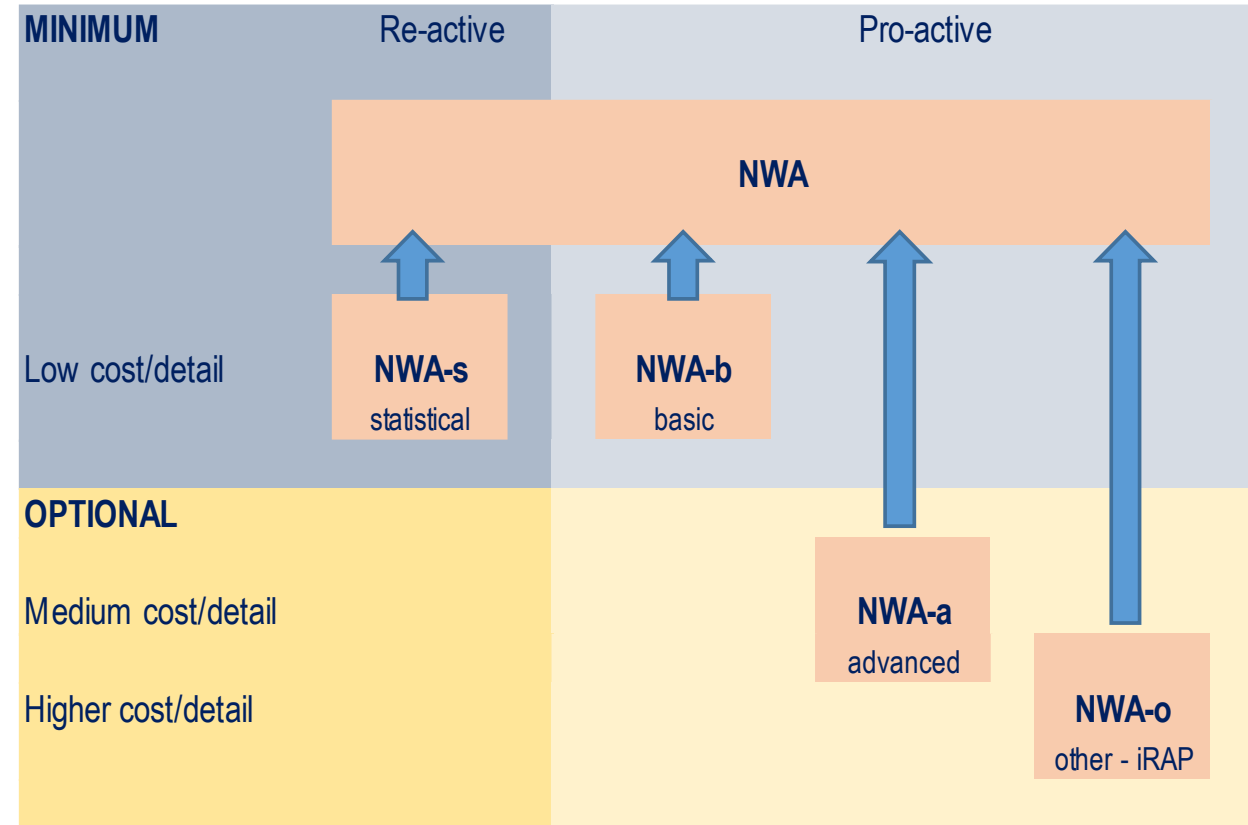 MINIMUM Re-active Pro-active
NWA
Low cost/detail NWA-s NWA-b
statistical basic
OPTIONAL
Medium cost/detail NWA-a
advanced
Higher cost/detail NWA-o
other - iRAP